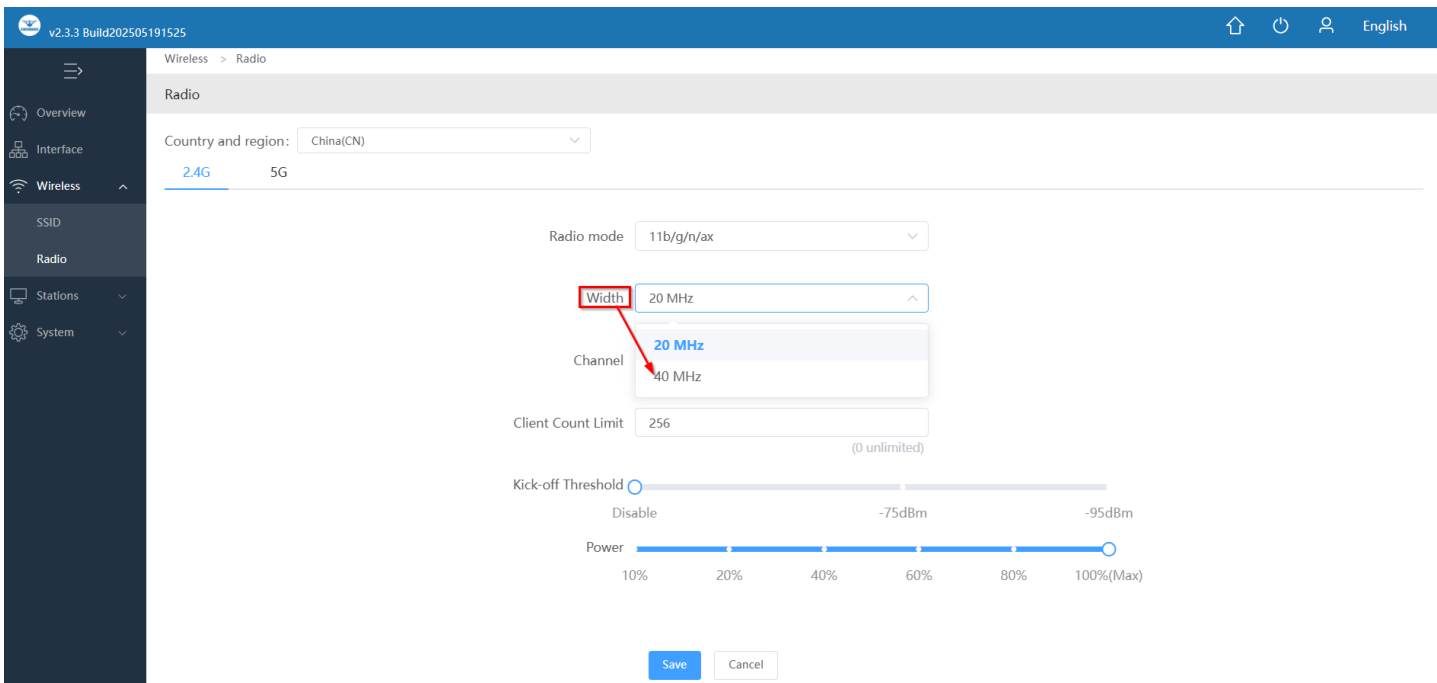 v2.3.3 Build202505191525
English
Wireless > Radio
Radio
Overview
Interface
Wireless
SSID
Radio
Stations
System
Country and region: China(CN)
2.4G 5G
Radio mode 11b/g/n/ax
Width 20 MHz
20 MHz
Channel
40 MHz
Client Count Limit 256
(0 unlimited)
Kick-off Threshold
Disable -75dBm -95dBm
Power
10% 20% 40% 60% 80% 100%(Max)
Save Cancel